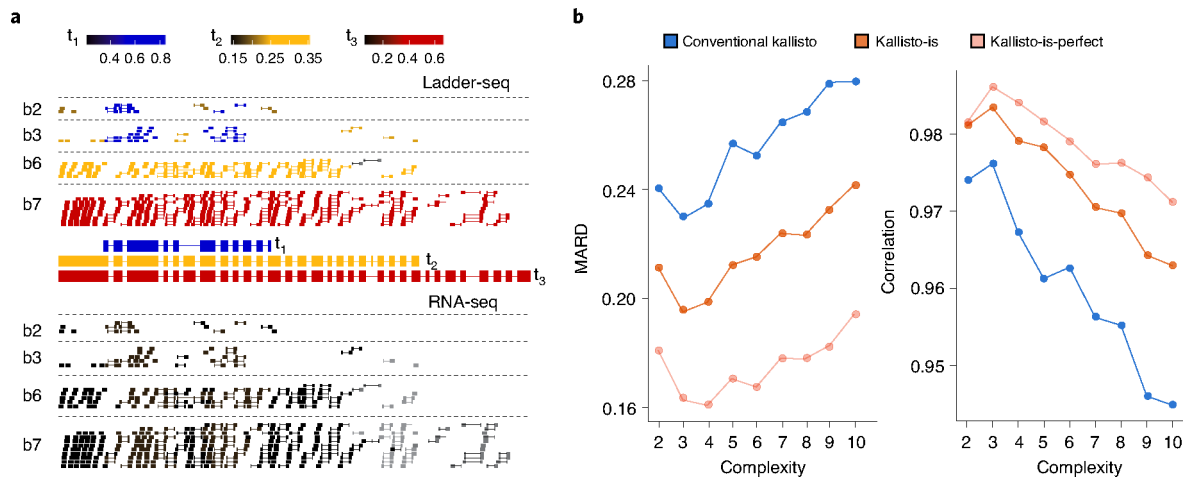 a
t1 t2 t3
0.4 0.6 0.8 0.15 0.25 0.35 0.2 0.4 0.6
Ladder-seq
b2
b3
b6
b7
t1
t2
t3
RNA-seq
b2
b3
b6
b7
b
Conventional kallisto Kallisto-is Kallisto-is-perfect
MARD
0.28
0.24
0.20
0.16
2 3 4 5 6 7 8 9 10
Complexity
Correlation
0.98
0.97
0.96
0.95
2 3 4 5 6 7 8 9 10
Complexity